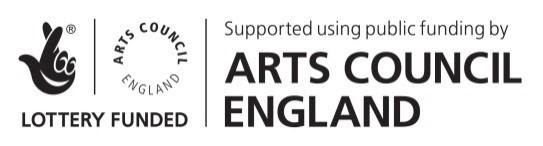 ®
ARTS COUNCIL
ENGLAND
LOTTERY FUNDED
Supported using public funding by
ARTS COUNCIL
ENGLAND